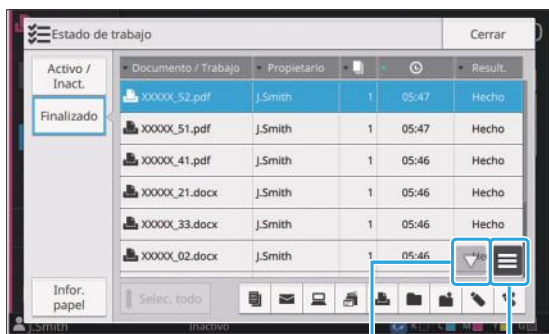 Estado de trabajo Cerrar
Activo /
Inact.
Finalizado
Documento / Trabajo Propietario Result.
XXXXX_52.pdf J.Smith 1 05:47 Hecho
XXXXX_51.pdf J.Smith 1 05:47 Hecho
XXXXX_41.pdf J.Smith 1 05:46 Hecho
XXXXX_21.docx J.Smith 1 05:46 Hecho
XXXXX_33.docx J.Smith 1 05:46 Hecho
XXXXX_02.docx J.Smith 1 05:46
Infor.
papel
Selec. todo
J.Smith Inactivo